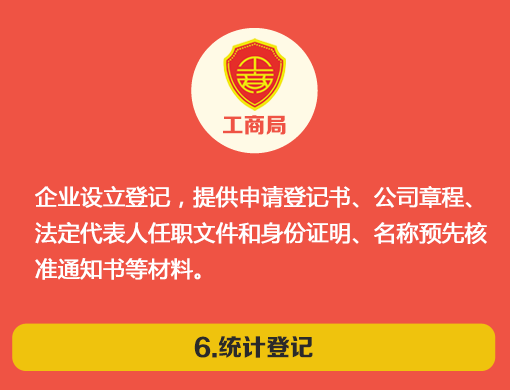 工商局
企业设立登记，提供申请登记书、公司章程、
法定代表人任职文件和身份证明、名称预先核
准通知书等材料。
6.统计登记